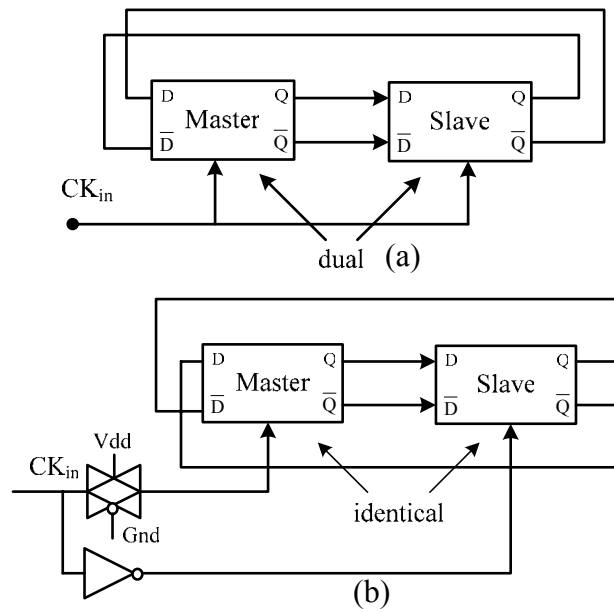 D Q D Q
Master Slave
D̅ Q̅ D̅ Q̅
CKin
dual
(a)
D Q D Q
Master Slave
D̅ Q̅ D̅ Q̅
Vdd
CKin
identical
Gnd
(b)